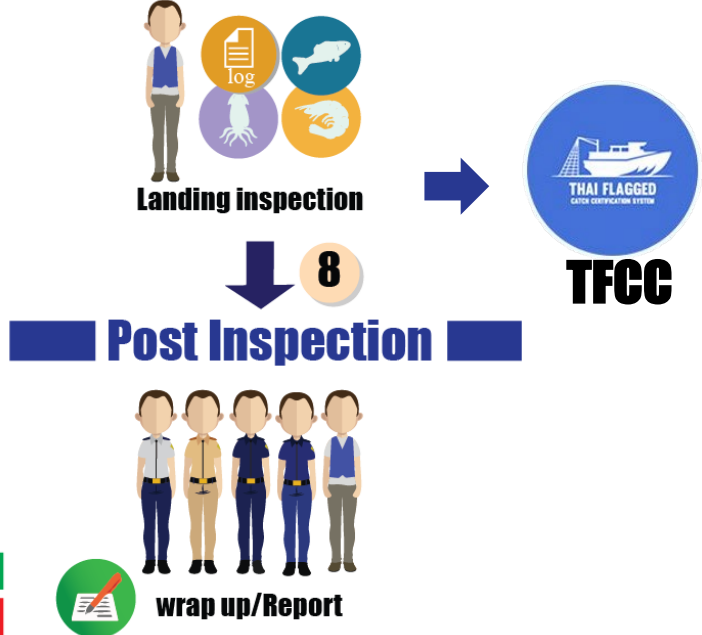 log
Landing inspection
THAI FLAGGED
CATCH CERTIFICATION SYSTEM
TFCC
8
Post Inspection
wrap up/Report